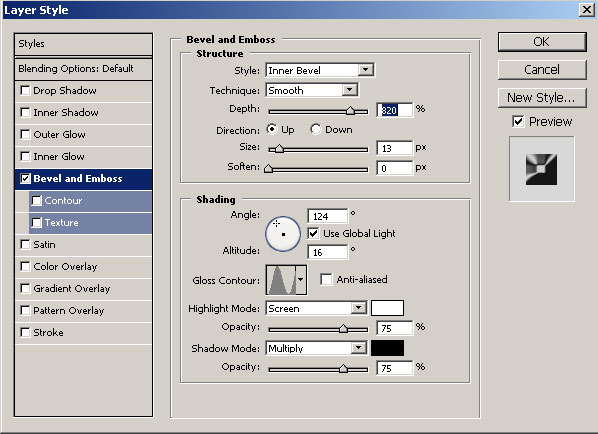 Layer Style
Styles
Blending Options: Default
Drop Shadow
Inner Shadow
Outer Glow
Inner Glow
Bevel and Emboss
Contour
Texture
Satin
Color Overlay
Gradient Overlay
Pattern Overlay
Stroke
Bevel and Emboss
Structure
Style: Inner Bevel
Technique: Smooth
Depth: 820 %
Direction: Up Down
Size: 13 px
Soften: 0 px
Shading
Angle: 124 °
Use Global Light
Altitude: 16 °
Gloss Contour: Anti-aliased
Highlight Mode: Screen
Opacity: 75 %
Shadow Mode: Multiply
Opacity: 75 %
OK
Cancel
New Style...
Preview